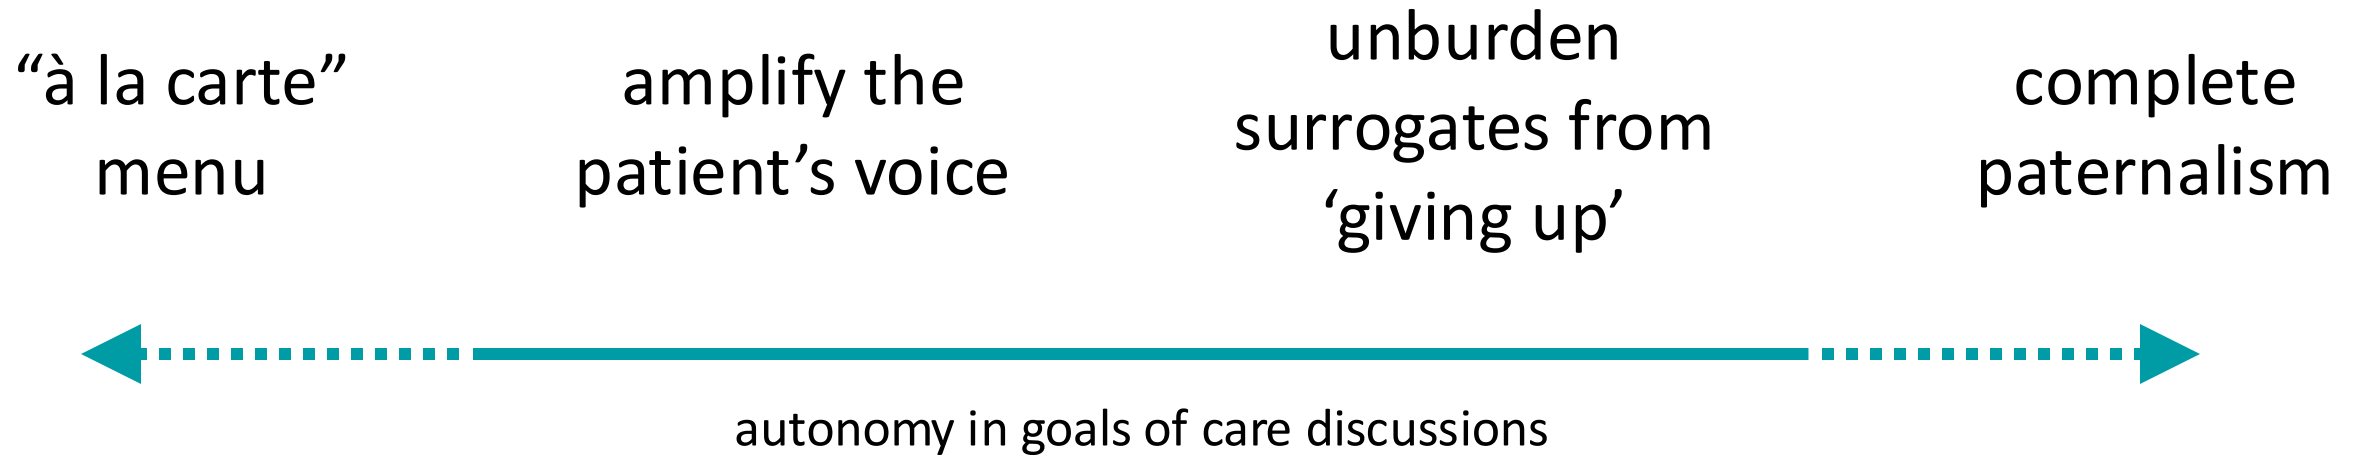 “à la carte”
menu
amplify the
patient’s voice
unburden
surrogates from
‘giving up’
complete
paternalism
autonomy in goals of care discussions